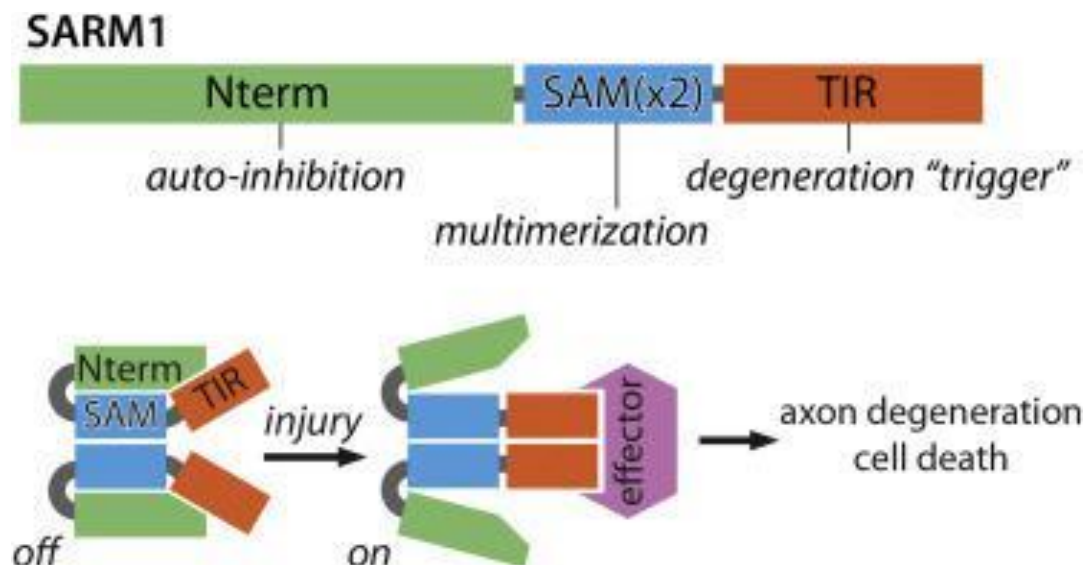 SARM1
Nterm SAM(x2) TIR
auto-inhibition
degeneration "trigger"
multimerization
Nterm
TIR
SAM
injury
effector
axon degeneration
cell death
off
on